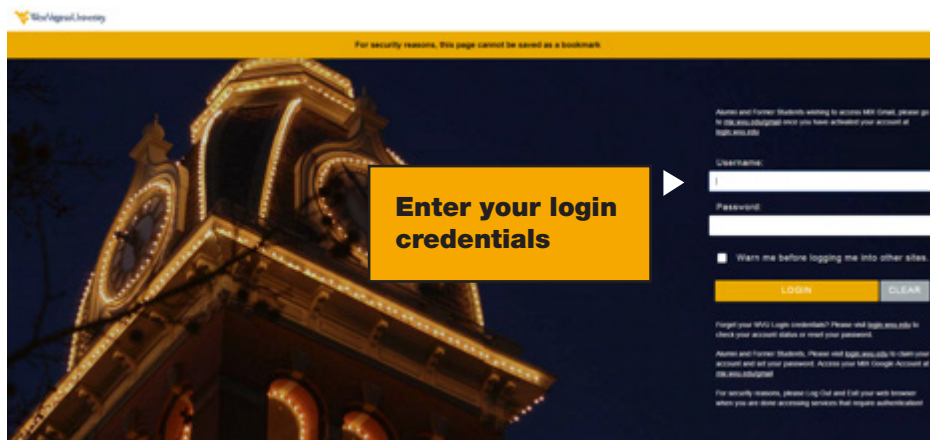 West Virginia University
For security reasons, this page cannot be saved as a bookmark
Alumni and Former Students wishing to access MIX Gmail, please go
to mix.wvu.edu/gmail once you have activated your account at
login.wvu.edu
Username:
Enter your login
credentials
Password:
Warn me before logging me into other sites.
LOGIN
CLEAR
Forgot your WVU Login credentials? Please visit login.wvu.edu to
check your account status or reset your password.
Alumni and Former Students, Please visit login.wvu.edu to claim your
account and set your password. Access your MIX Google Account at
mix.wvu.edu/gmail
For security reasons, please Log Out and Exit your web browser
when you are done accessing services that require authentication!